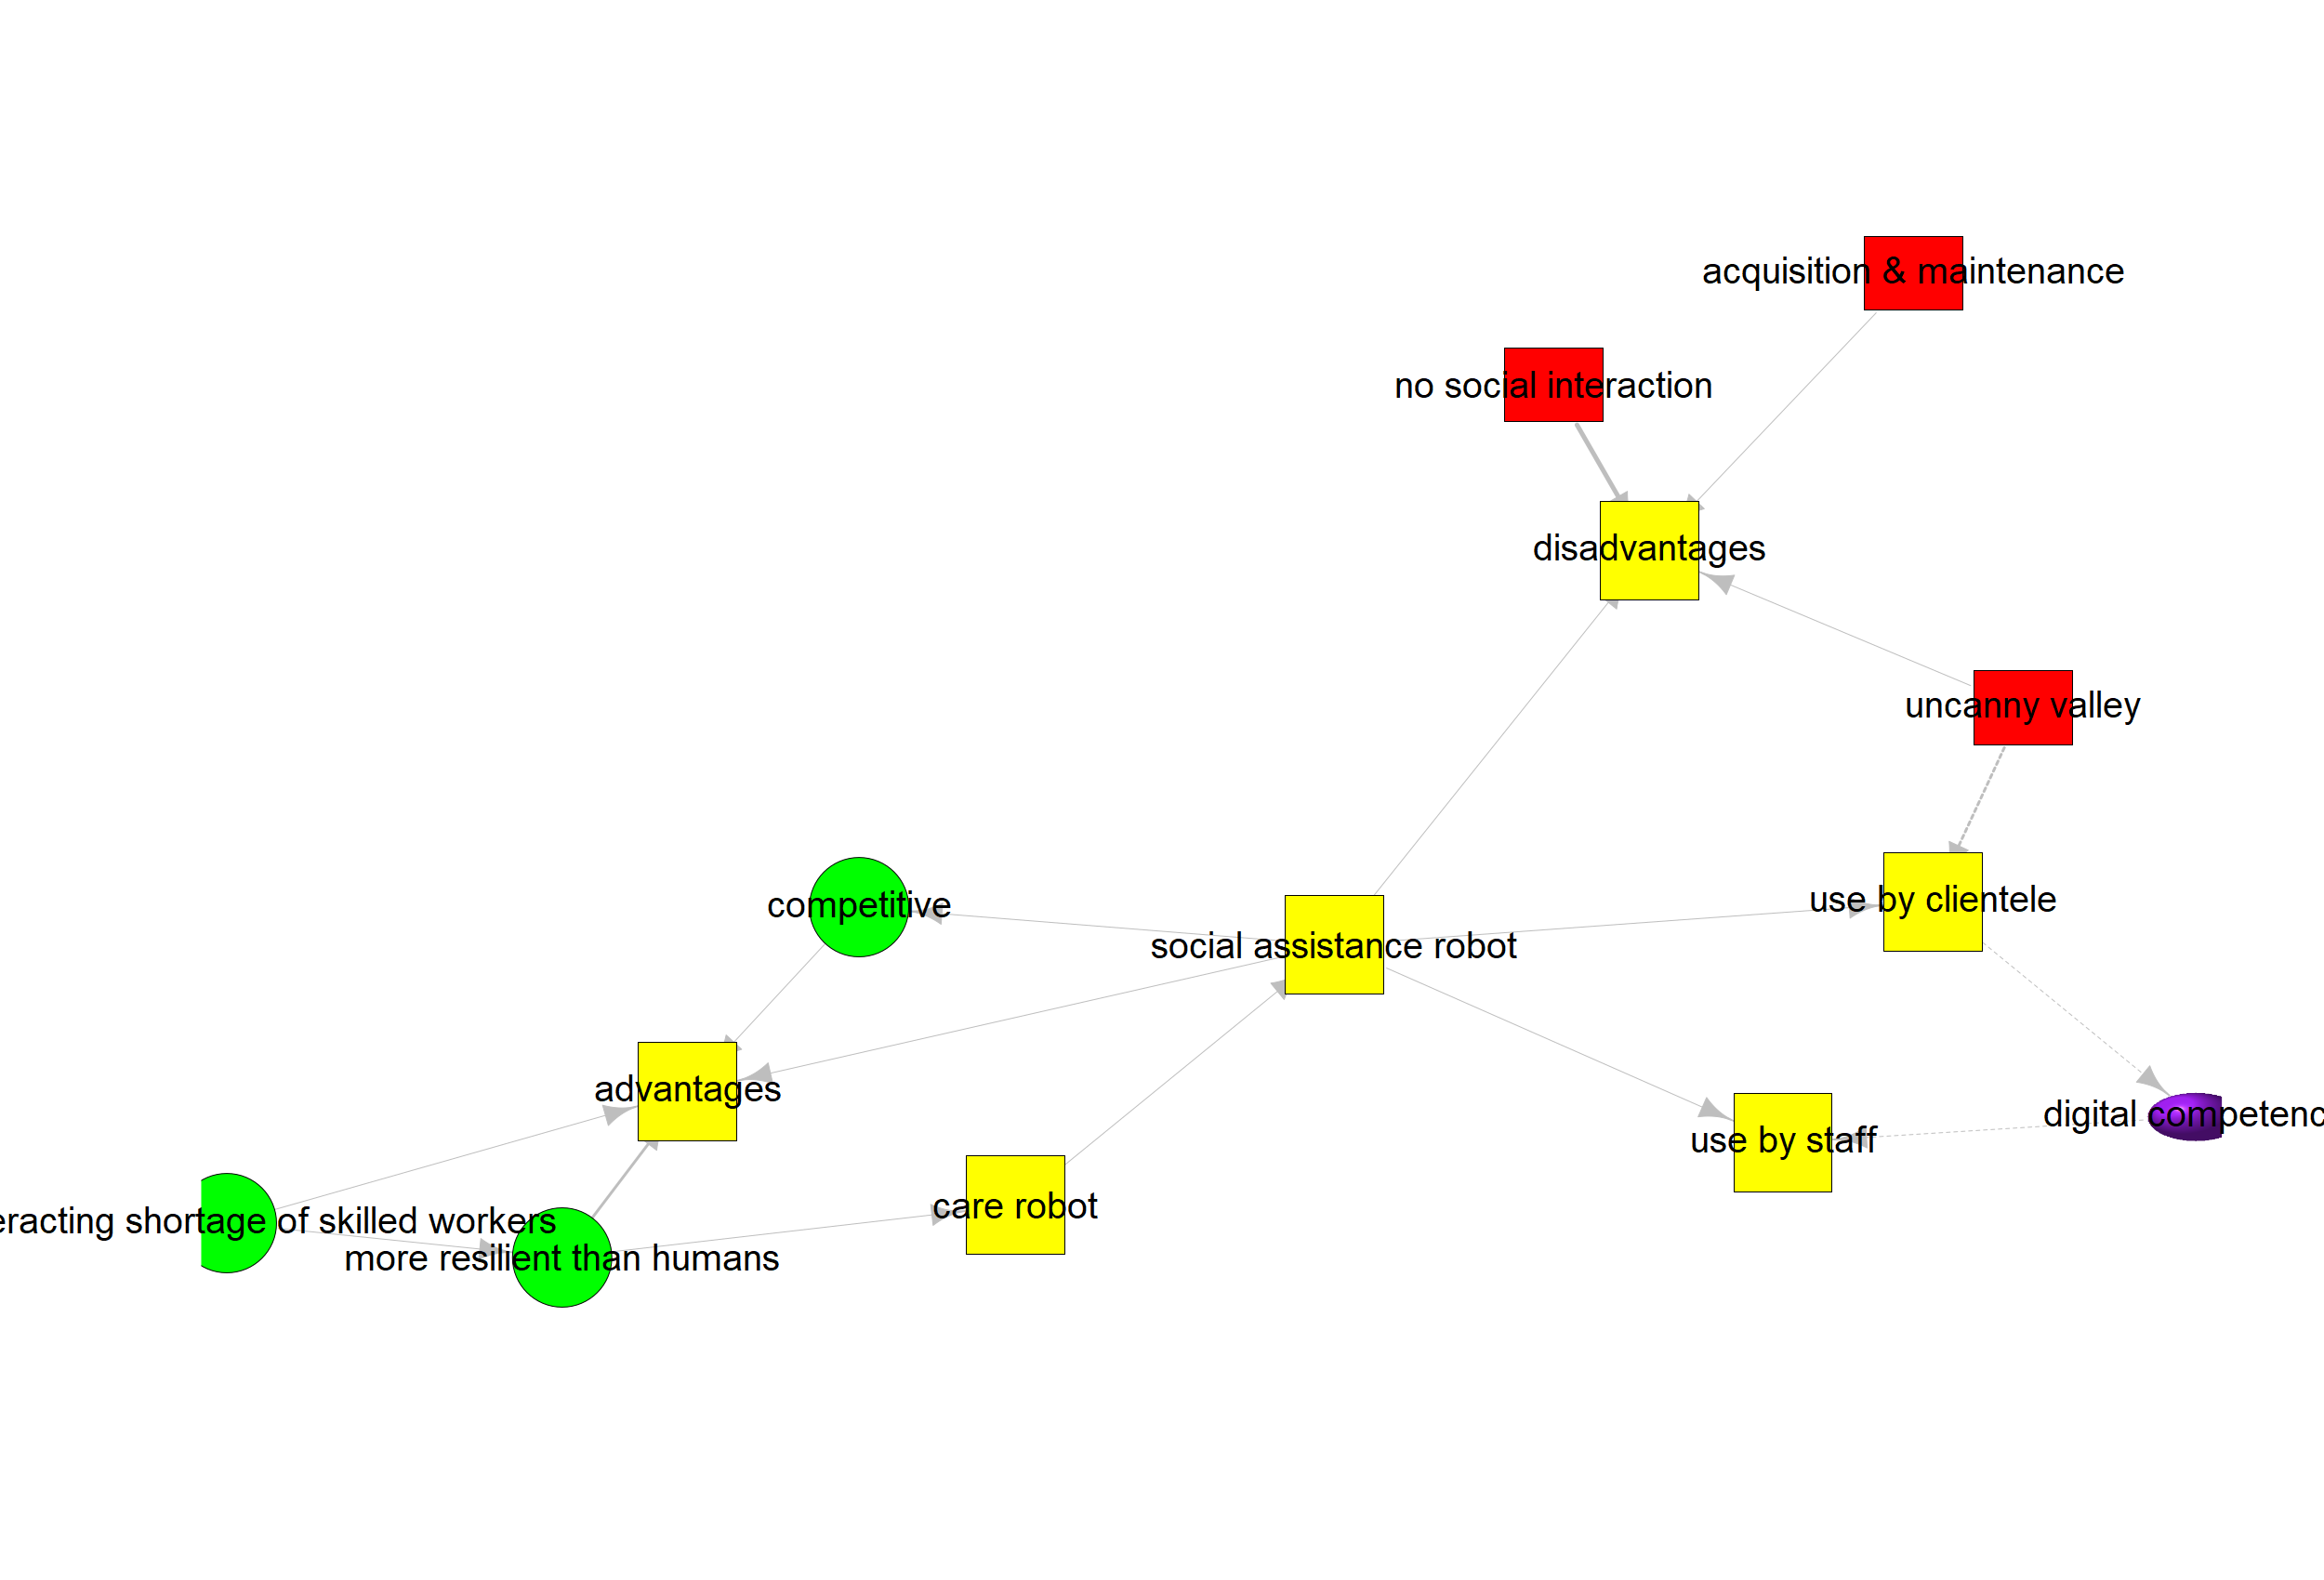 acquisition & maintenance
no social interaction
disadvantages
uncanny valley
use by clientele
competitive
social assistance robot
advantages
digital competenc
use by staff
care robot
eracting shortage of skilled workers
more resilient than humans